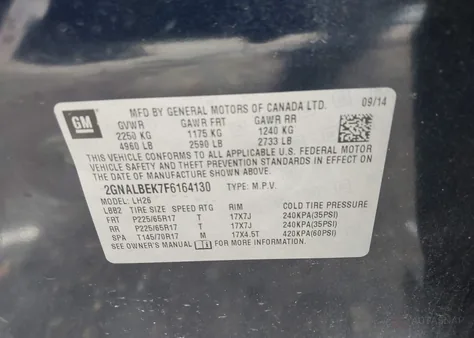 GM
MFD BY GENERAL MOTORS OF CANADA LTD. 09/14
GVWR GAWR FRT GAWR RR
2250 KG 1175 KG 1240 KG
4960 LB 2590 LB 2733 LB
THIS VEHICLE CONFORMS TO ALL APPLICABLE U.S. FEDERAL MOTOR
VEHICLE SAFETY AND THEFT PREVENTION STANDARDS IN EFFECT ON
THE DATE OF MANUFACTURE SHOWN ABOVE.
2GNALBEK7F6164130 TYPE: M.P.V.
MODEL: LH26
LBB2 TIRE SIZE SPEED RTG RIM COLD TIRE PRESSURE
FRT P225/65R17 T 17X7J 240KPA(35PSI)
RR P225/65R17 T 17X7J 240KPA(35PSI)
SPA T145/70R17 M 17X4.5T 420KPA(60PSI)
SEE OWNER'S MANUAL FOR MORE INFORMATION.